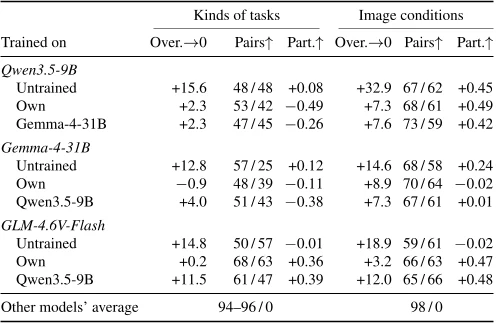 Kinds of tasks Image conditions
Trained on Over.→0 Pairs↑ Part.↑ Over.→0 Pairs↑ Part.↑
Qwen3.5-9B
Untrained +15.6 48 / 48 +0.08 +32.9 67 / 62 +0.45
Own +2.3 53 / 42 −0.49 +7.3 68 / 61 +0.49
Gemma-4-31B +2.3 47 / 45 −0.26 +7.6 73 / 59 +0.42
Gemma-4-31B
Untrained +12.8 57 / 25 +0.12 +14.6 68 / 58 +0.24
Own −0.9 48 / 39 −0.11 +8.9 70 / 64 −0.02
Qwen3.5-9B +4.0 51 / 43 −0.38 +7.3 67 / 61 +0.01
GLM-4.6V-Flash
Untrained +14.8 50 / 57 −0.01 +18.9 59 / 61 −0.02
Own +0.2 68 / 63 +0.36 +3.2 66 / 63 +0.47
Qwen3.5-9B +11.5 61 / 47 +0.39 +12.0 65 / 66 +0.48
Other models' average 94–96 / 0 98 / 0